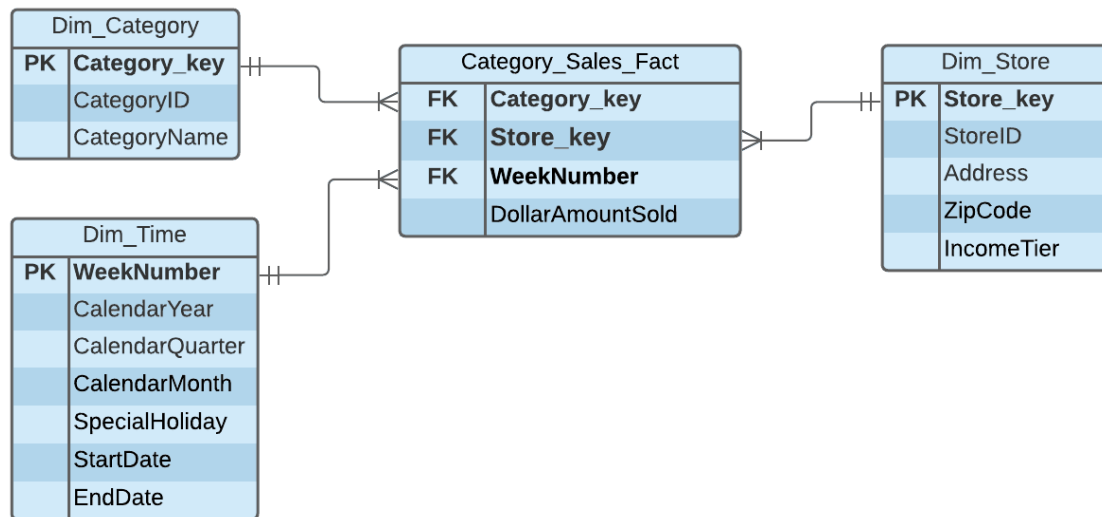 Dim_Category
PK Category_key
CategoryID
CategoryName
Dim_Time
PK WeekNumber
CalendarYear
CalendarQuarter
CalendarMonth
SpecialHoliday
StartDate
EndDate
Category_Sales_Fact
FK Category_key
FK Store_key
FK WeekNumber
DollarAmountSold
Dim_Store
PK Store_key
StoreID
Address
ZipCode
IncomeTier